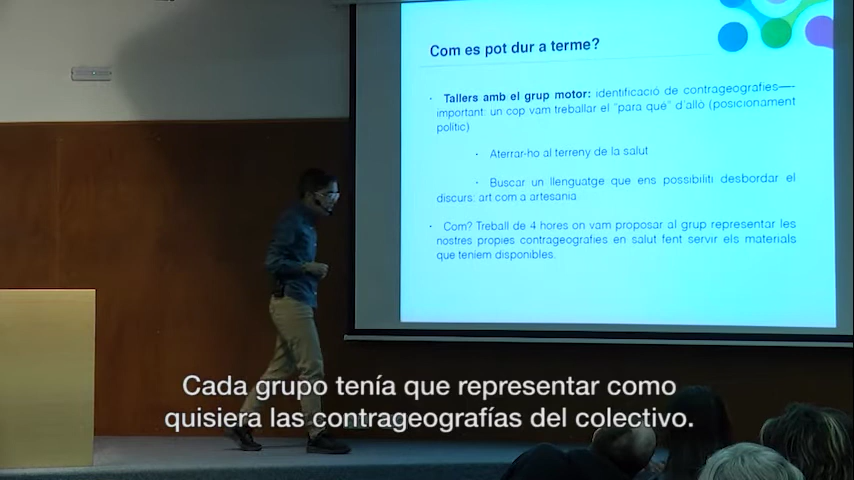 Com es pot dur a terme?
· Tallers amb el grup motor: identificació de contrageografies—-
important: un cop vam treballar el "para qué" d'allò (posicionament
polític)
· Aterrar-ho al terreny de la salut
· Buscar un llenguatge que ens possibiliti desbordar el
discurs: art com a artesania
· Com? Treball de 4 hores on vam proposar al grup representar les
nostres propies contrageografies en salut fent servir els materials
que teniem disponibles.
Cada grupo tenía que representar como
quisiera las contrageografías del colectivo.